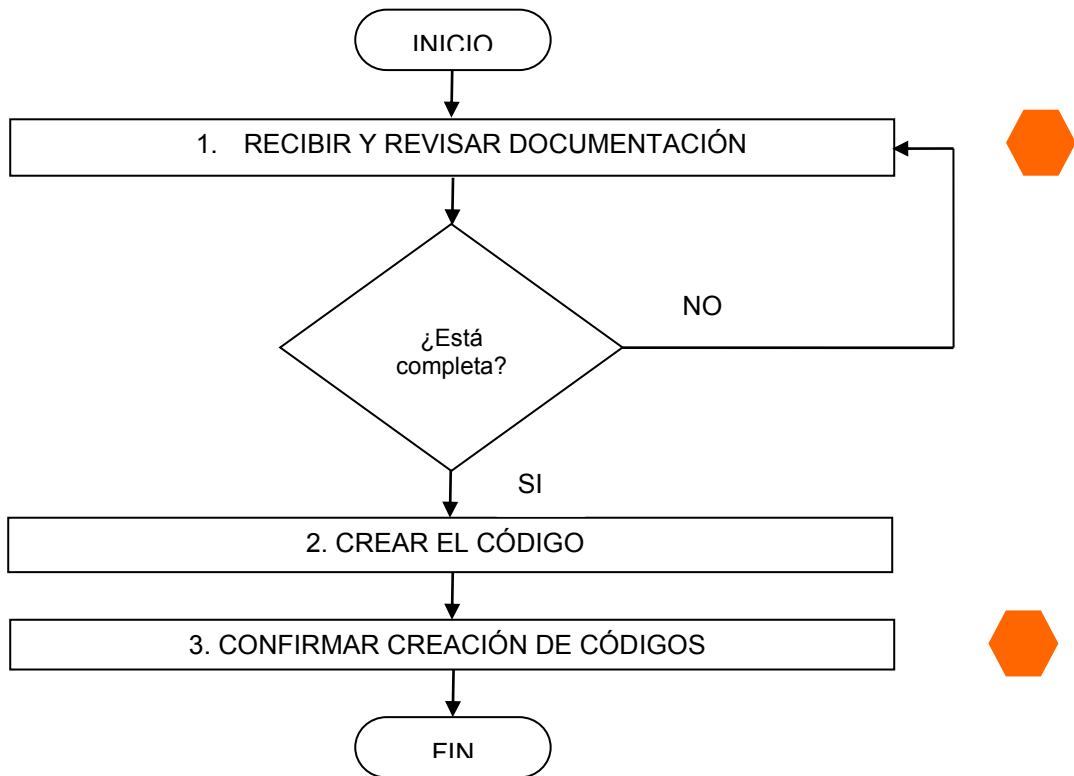 INICIO
1. RECIBIR Y REVISAR DOCUMENTACIÓN
NO
¿Está
completa?
SI
2. CREAR EL CÓDIGO
3. CONFIRMAR CREACIÓN DE CÓDIGOS
FIN